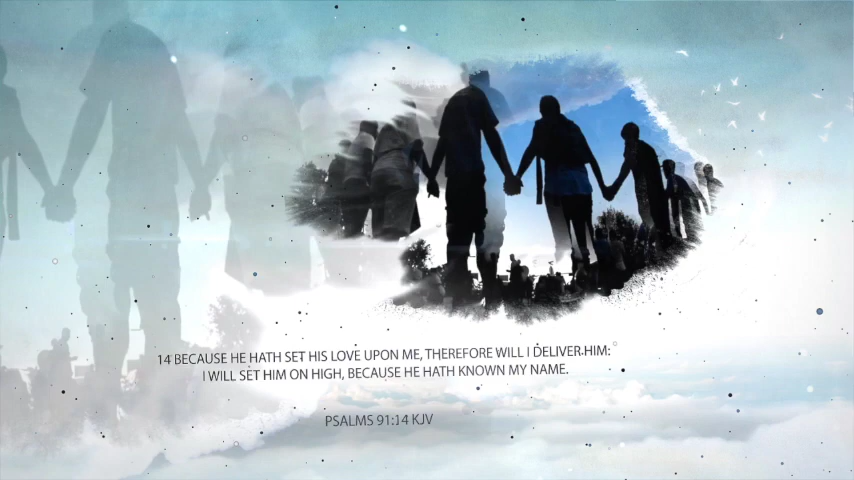 14 BECAUSE HE HATH SET HIS LOVE UPON ME, THEREFORE WILL I DELIVER HIM:
I WILL SET HIM ON HIGH, BECAUSE HE HATH KNOWN MY NAME.
PSALMS 91:14 KJV